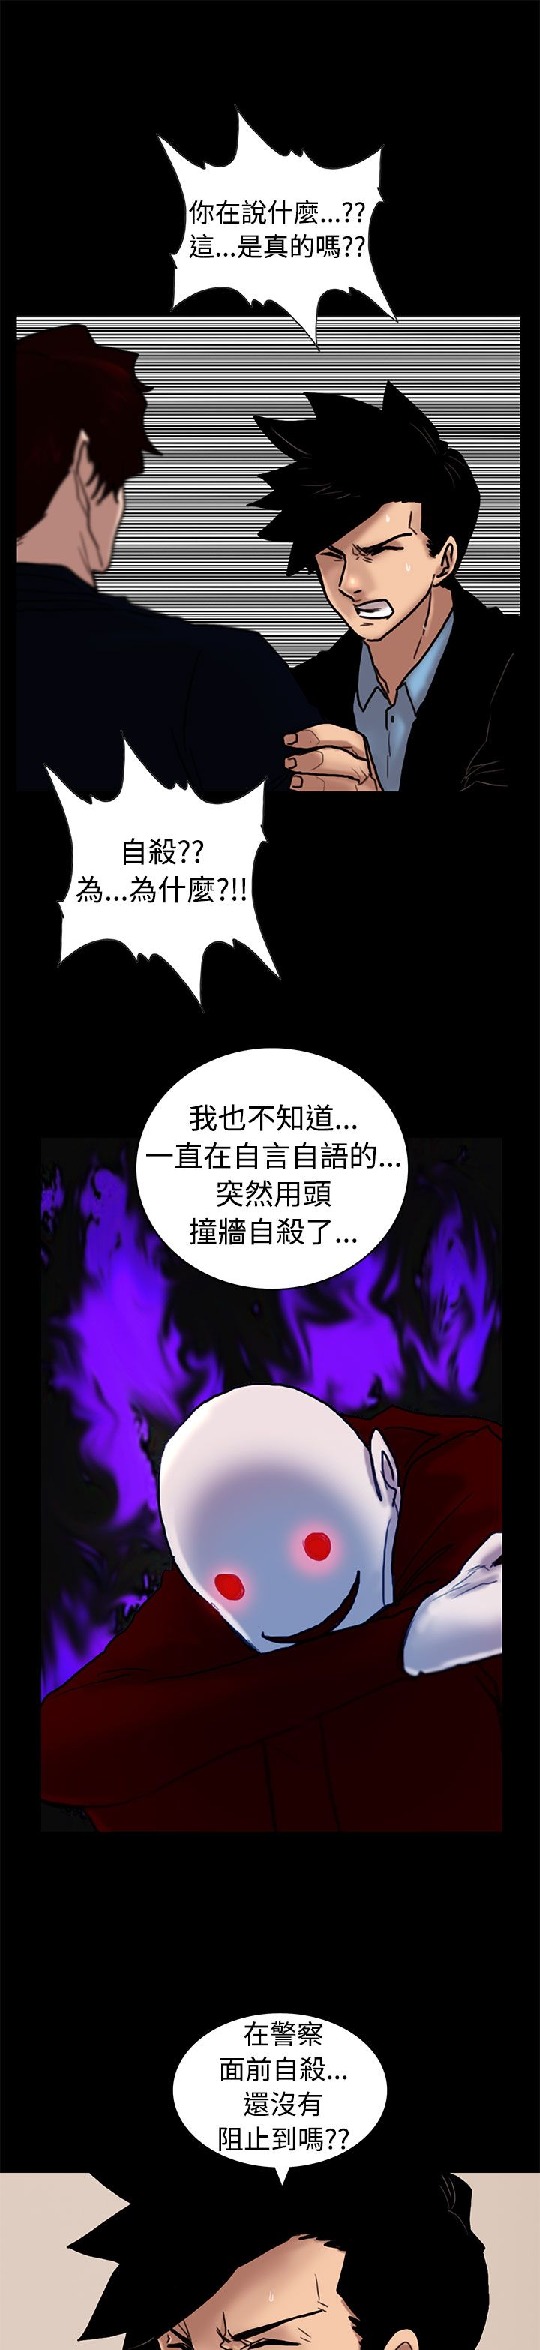 你在說什麼...??
這...是真的嗎??
自殺??
為...為什麼?!!
我也不知道...
一直在自言自語的...
突然用頭
撞牆自殺了...
在警察
面前自殺...
還沒有
阻止到嗎??